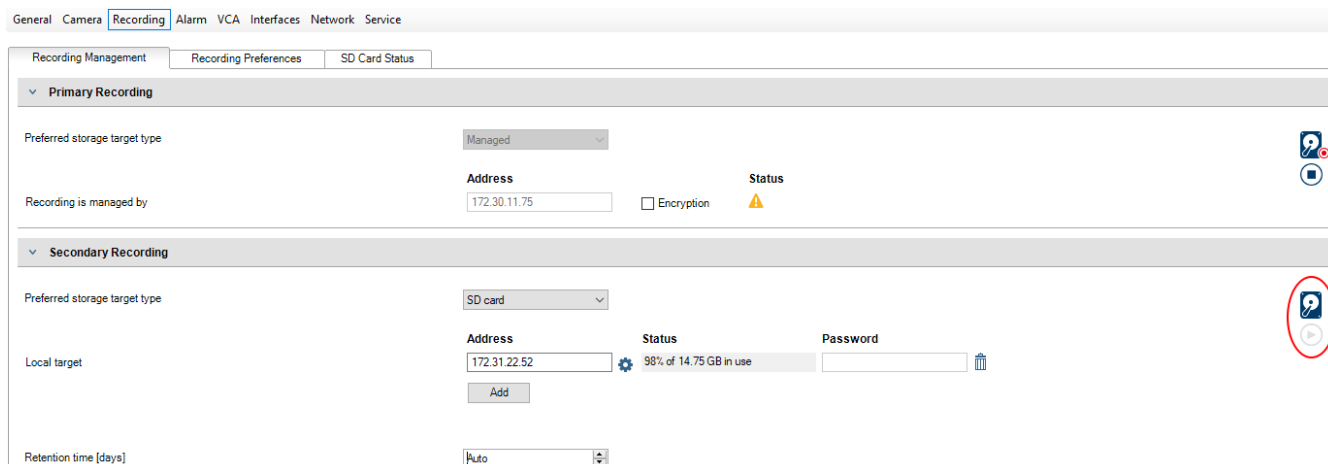 General Camera Recording Alarm VCA Interfaces Network Service
Recording Management Recording Preferences SD Card Status
Primary Recording
Preferred storage target type Managed
Address Status
Recording is managed by 172.30.11.75 Encryption
Secondary Recording
Preferred storage target type SD card
Address Status Password
Local target 172.31.22.52 98% of 14.75 GB in use
Add
Retention time [days] Auto